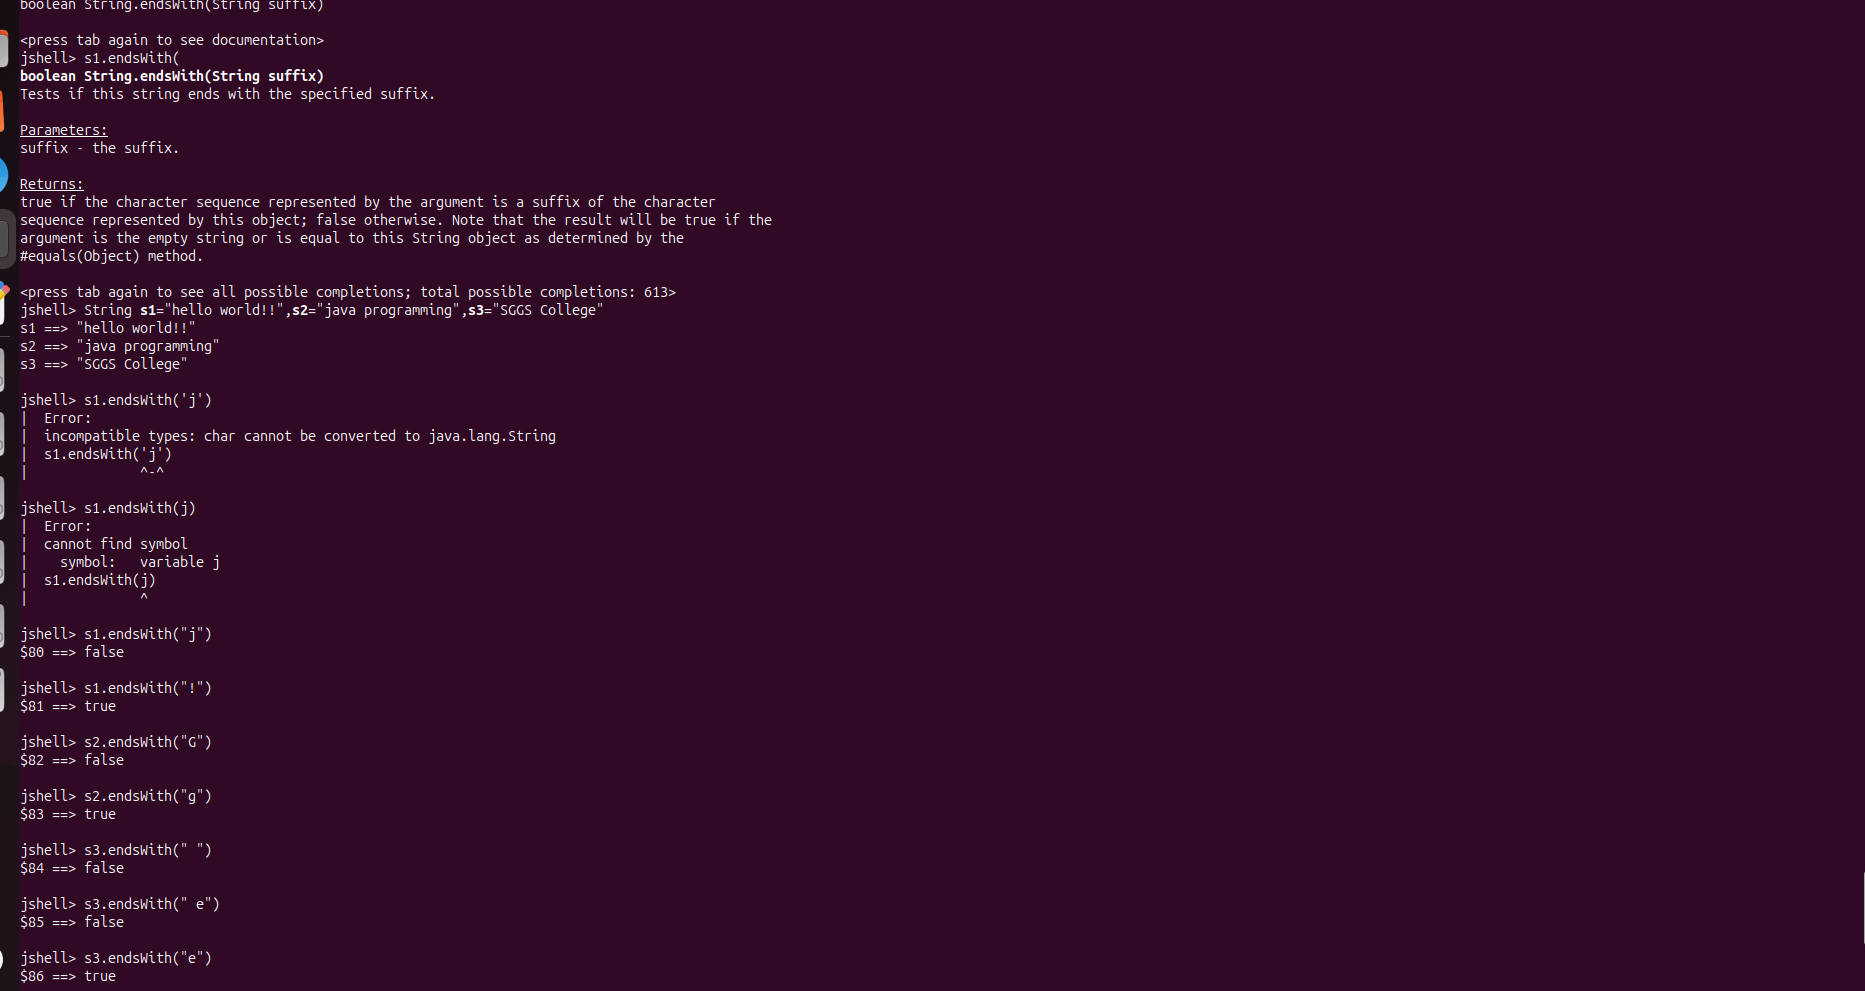 boolean String.endsWith(String suffix)
<press tab again to see documentation>
jshell> s1.endsWith(
boolean String.endsWith(String suffix)
Tests if this string ends with the specified suffix.
Parameters:
suffix - the suffix.
Returns:
true if the character sequence represented by the argument is a suffix of the character
sequence represented by this object; false otherwise. Note that the result will be true if the
argument is the empty string or is equal to this String object as determined by the
#equals(Object) method.
<press tab again to see all possible completions; total possible completions: 613>
jshell> String s1="hello world!!",s2="java programming",s3="SGGS College"
s1 ==> "hello world!!"
s2 ==> "java programming"
s3 ==> "SGGS College"
jshell> s1.endsWith('j')
|  Error:
|  incompatible types: char cannot be converted to java.lang.String
|  s1.endsWith('j')
|              ^-^
jshell> s1.endsWith(j)
|  Error:
|  cannot find symbol
|    symbol:   variable j
|  s1.endsWith(j)
|              ^
jshell> s1.endsWith("j")
$80 ==> false
jshell> s1.endsWith("!")
$81 ==> true
jshell> s2.endsWith("G")
$82 ==> false
jshell> s2.endsWith("g")
$83 ==> true
jshell> s3.endsWith(" ")
$84 ==> false
jshell> s3.endsWith(" e")
$85 ==> false
jshell> s3.endsWith("e")
$86 ==> true